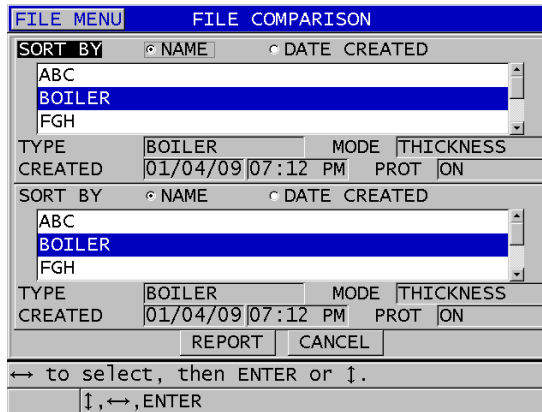 FILE MENU FILE COMPARISON
SORT BY NAME DATE CREATED
ABC
BOILER
FGH
TYPE BOILER MODE THICKNESS
CREATED 01/04/09 07:12 PM PROT ON
SORT BY NAME DATE CREATED
ABC
BOILER
FGH
TYPE BOILER MODE THICKNESS
CREATED 01/04/09 07:12 PM PROT ON
REPORT CANCEL
↔ to select, then ENTER or ↕.
↕,↔,ENTER